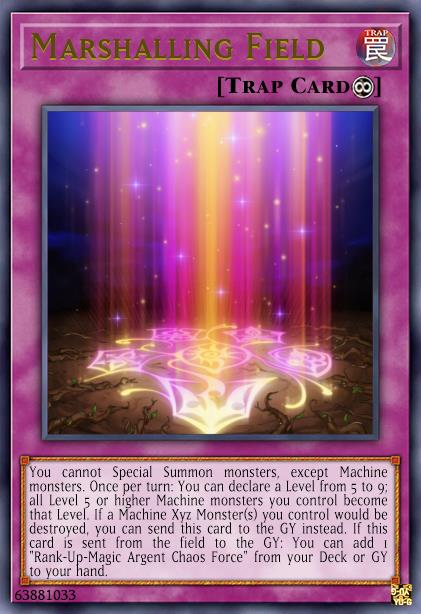 MARSHALLING FIELD
TRAP
罠
[TRAP CARD]
You cannot Special Summon monsters, except Machine
monsters. Once per turn: You can declare a Level from 5 to 9;
all Level 5 or higher Machine monsters you control become
that Level. If a Machine Xyz Monster(s) you control would be
destroyed, you can send this card to the GY instead. If this
card is sent from the field to the GY: You can add 1
"Rank-Up-Magic Argent Chaos Force" from your Deck or GY
to your hand.
63881033